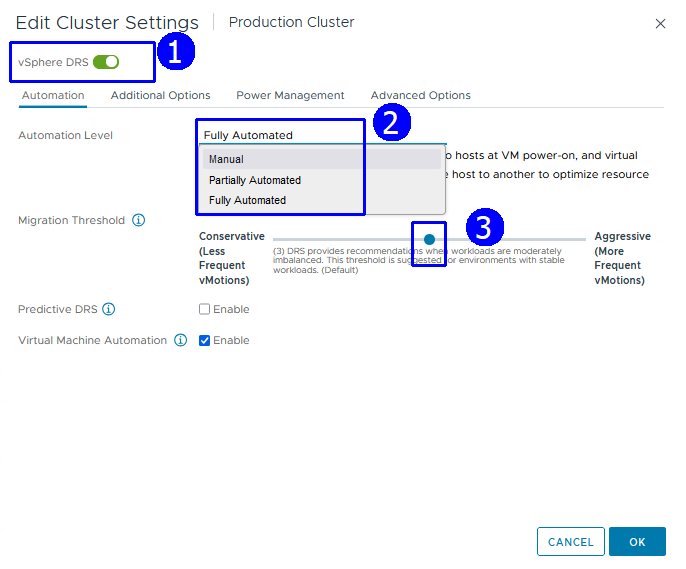 Edit Cluster Settings | Production Cluster
vSphere DRS
1
Automation
Additional Options
Power Management
Advanced Options
Automation Level
Fully Automated
2
Manual
Partially Automated
Fully Automated
hosts at VM power-on, and virtual
host to another to optimize resource
Migration Threshold
3
Conservative
(Less
Frequent
vMotions)
(3) DRS provides recommendations when workloads are moderately
imbalanced. This threshold is suggested for environments with stable
workloads. (Default)
Aggressive
(More
Frequent
vMotions)
Predictive DRS
Enable
Virtual Machine Automation
Enable
CANCEL
OK